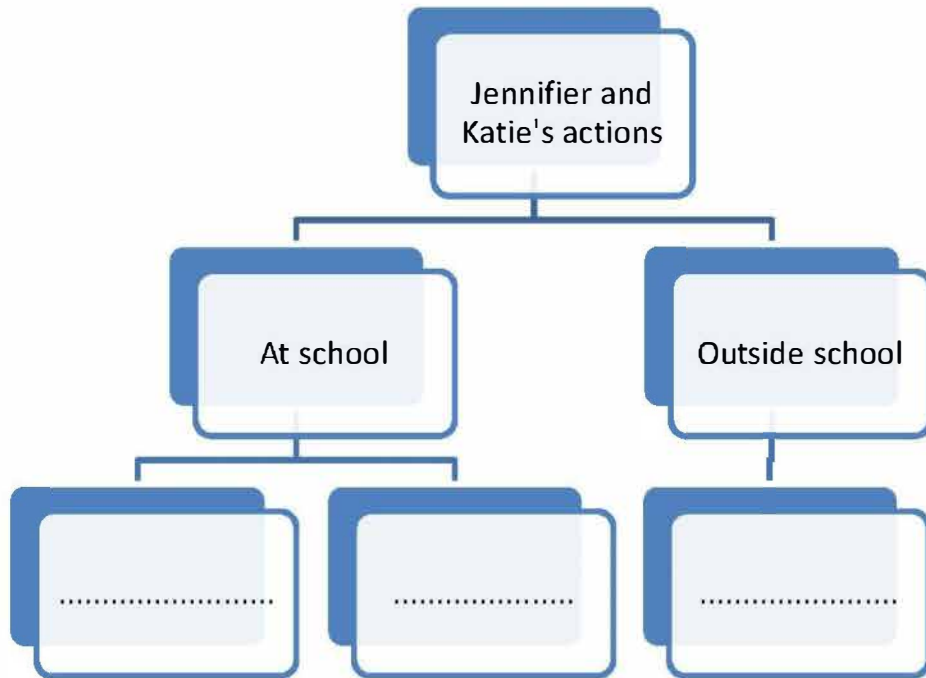 Jennifier and
Katie's actions
At school
Outside school
......................... ..................... .......................